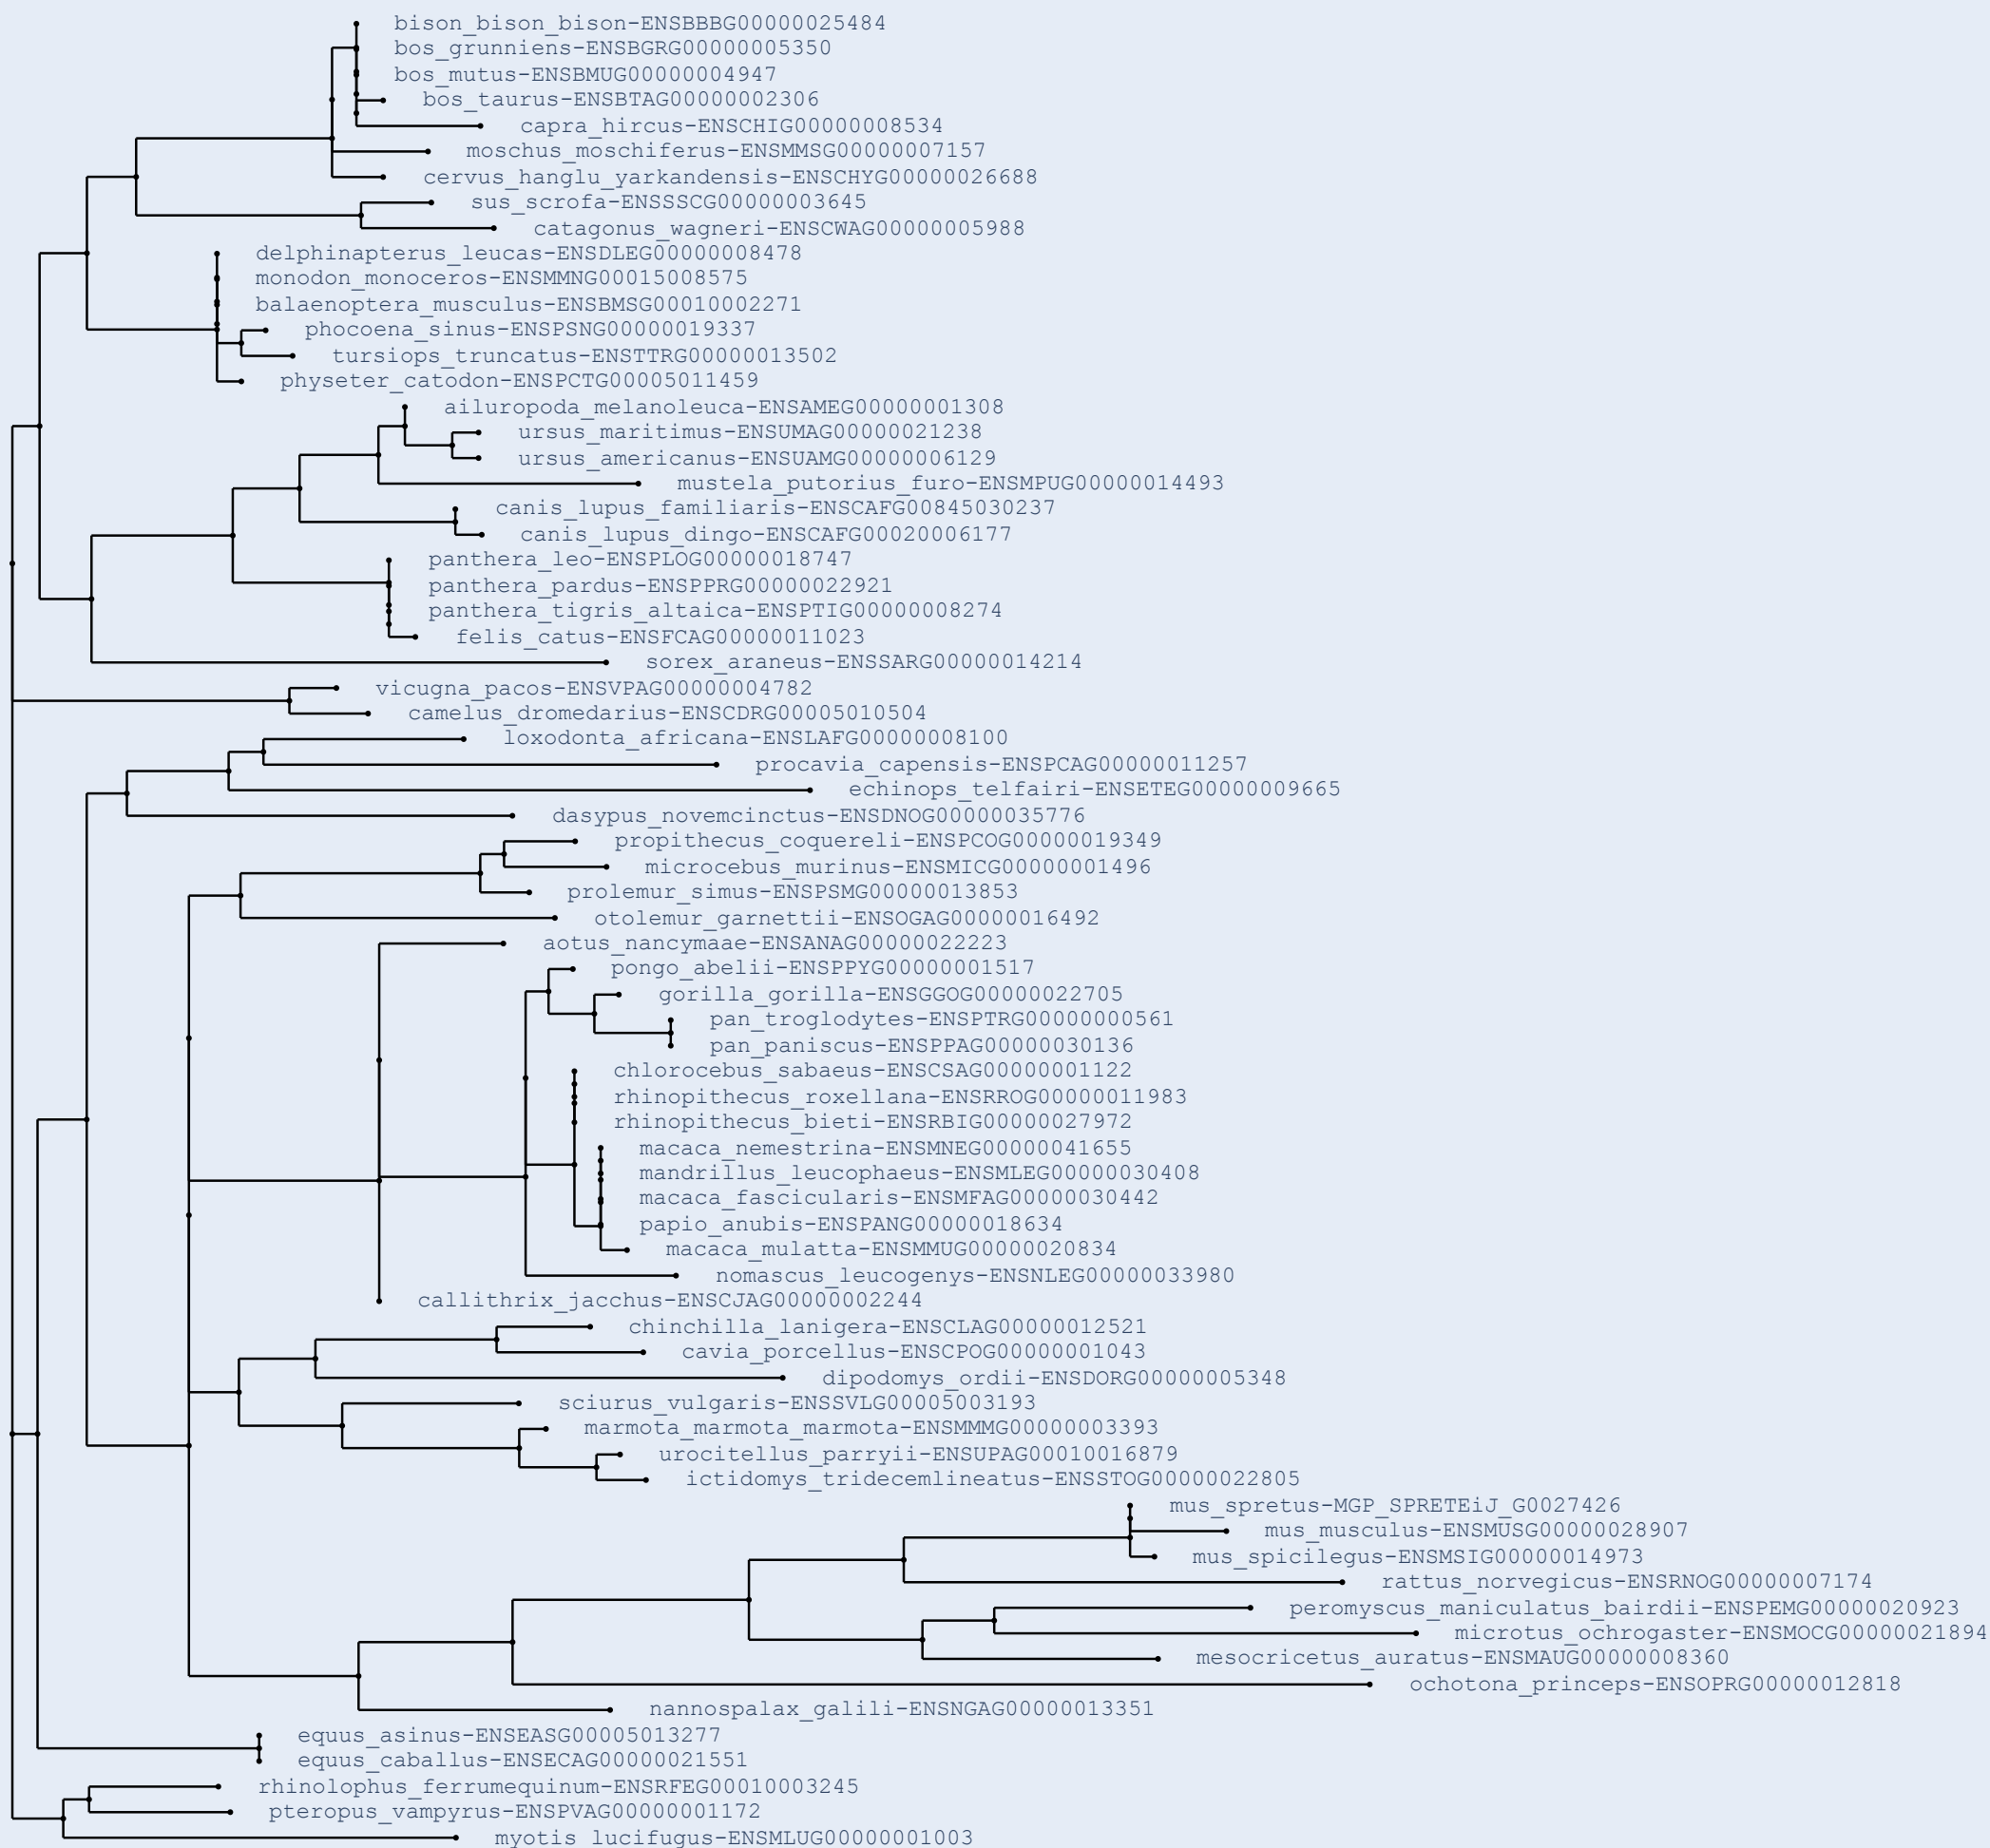 bison_bison_bison-ENSBBBG00000025484
bos_grunniens-ENSBGRG00000005350
bos_mutus-ENSBMUG00000004947
bos_taurus-ENSBTAG00000002306
capra_hircus-ENSCHIG00000008534
moschus_moschiferus-ENSMMSG00000007157
cervus_hanglu_yarkandensis-ENSCHYG00000026688
sus_scrofa-ENSSSCG00000003645
catagonus_wagneri-ENSCWAG00000005988
delphinapterus_leucas-ENSDLEG00000008478
monodon_monoceros-ENSMMNG00015008575
balaenoptera_musculus-ENSBMSG00010002271
phocoena_sinus-ENSPSNG00000019337
tursiops_truncatus-ENSTTRG00000013502
physeter_catodon-ENSPCTG00005011459
ailuropoda_melanoleuca-ENSAMEG00000001308
ursus_maritimus-ENSUMAG00000021238
ursus_americanus-ENSUAMG00000006129
mustela_putorius_furo-ENSMPUG00000014493
canis_lupus_familiaris-ENSCAFG00845030237
canis_lupus_dingo-ENSCAFG00020006177
panthera_leo-ENSPLOG00000018747
panthera_pardus-ENSPPRG00000022921
panthera_tigris_altaica-ENSPTIG00000008274
felis_catus-ENSFCAG00000011023
sorex_araneus-ENSSARG00000014214
vicugna_pacos-ENSVPAG00000004782
camelus_dromedarius-ENSCDRG00005010504
loxodonta_africana-ENSLAFG00000008100
procavia_capensis-ENSPCAG00000011257
echinops_telfairi-ENSETEG00000009665
dasypus_novemcinctus-ENSDNOG00000035776
propithecus_coquereli-ENSPCOG00000019349
microcebus_murinus-ENSMICG00000001496
prolemur_simus-ENSPSMG00000013853
otolemur_garnettii-ENSOGAG00000016492
aotus_nancymaae-ENSANAG00000022223
pongo_abelii-ENSPPYG00000001517
gorilla_gorilla-ENSGGOG00000022705
pan_troglodytes-ENSPTRG00000000561
pan_paniscus-ENSPPAG00000030136
chlorocebus_sabaeus-ENSCSAG00000001122
rhinopithecus_roxellana-ENSRROG00000011983
rhinopithecus_bieti-ENSRBIG00000027972
macaca_nemestrina-ENSMNEG00000041655
mandrillus_leucophaeus-ENSMLEG00000030408
macaca_fascicularis-ENSMFAG00000030442
papio_anubis-ENSPANG00000018634
macaca_mulatta-ENSMMUG00000020834
nomascus_leucogenys-ENSNLEG00000033980
callithrix_jacchus-ENSCJAG00000002244
chinchilla_lanigera-ENSCLAG00000012521
cavia_porcellus-ENSCPOG00000001043
dipodomys_ordii-ENSDORG00000005348
sciurus_vulgaris-ENSSVLG00005003193
marmota_marmota_marmota-ENSMMMG00000003393
urocitellus_parryii-ENSUPAG00010016879
ictidomys_tridecemlineatus-ENSSTOG00000022805
mus_spretus-MGP_SPRETEiJ_G0027426
mus_musculus-ENSMUSG00000028907
mus_spicilegus-ENSMSIG00000014973
rattus_norvegicus-ENSRNOG00000007174
peromyscus_maniculatus_bairdii-ENSPEMG00000020923
microtus_ochrogaster-ENSMOCG00000021894
mesocricetus_auratus-ENSMAUG00000008360
ochotona_princeps-ENSOPRG00000012818
nannospalax_galili-ENSNGAG00000013351
equus_asinus-ENSEASG00005013277
equus_caballus-ENSECAG00000021551
rhinolophus_ferrumequinum-ENSRFEG00010003245
pteropus_vampyrus-ENSPVAG00000001172
myotis_lucifugus-ENSMLUG00000001003